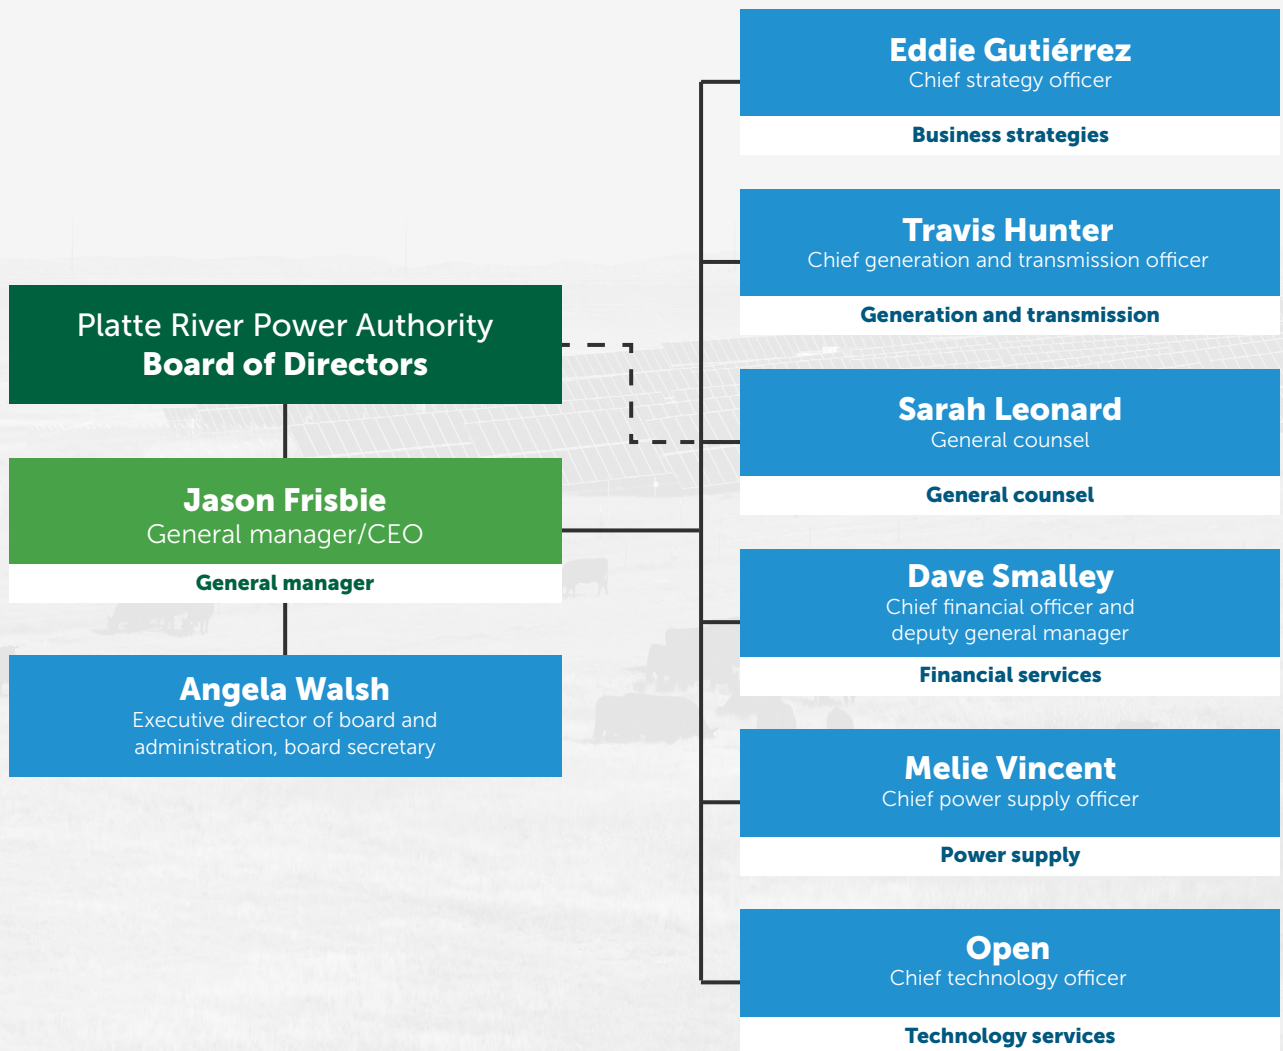 Platte River Power Authority
Board of Directors
Jason Frisbie
General manager/CEO
General manager
Angela Walsh
Executive director of board and
administration, board secretary
Eddie Gutiérrez
Chief strategy officer
Business strategies
Travis Hunter
Chief generation and transmission officer
Generation and transmission
Sarah Leonard
General counsel
General counsel
Dave Smalley
Chief financial officer and
deputy general manager
Financial services
Melie Vincent
Chief power supply officer
Power supply
Open
Chief technology officer
Technology services